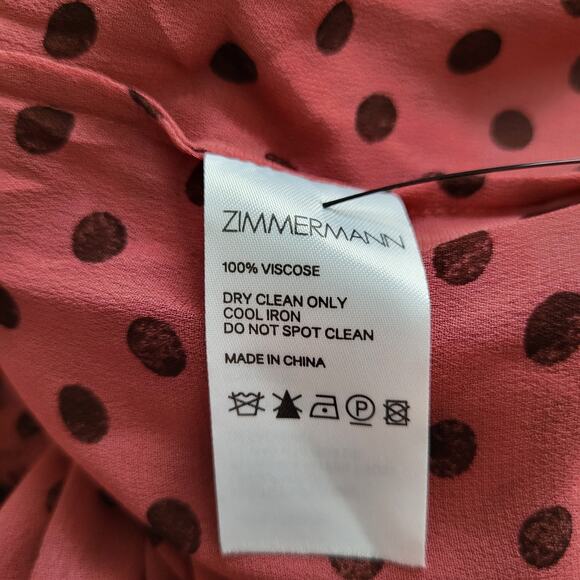 ZIMMERMANN
100% VISCOSE
DRY CLEAN ONLY
COOL IRON
DO NOT SPOT CLEAN
MADE IN CHINA
P